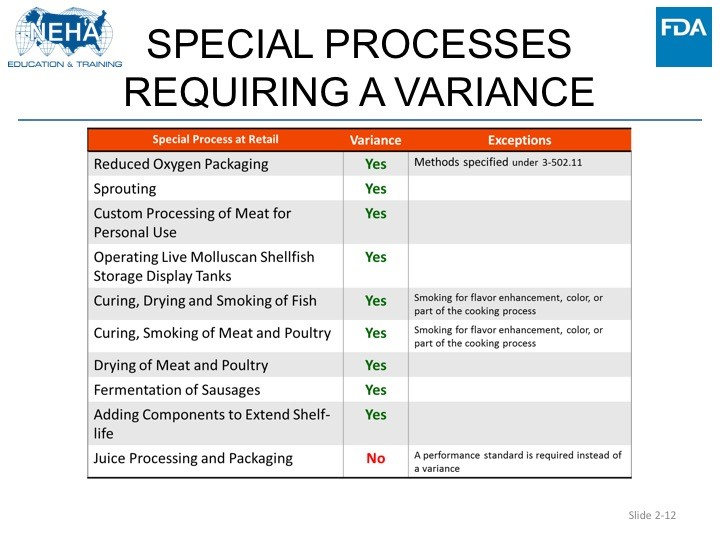 NEHA
EDUCATION & TRAINING
FDA
SPECIAL PROCESSES
REQUIRING A VARIANCE
Special Process at Retail Variance Exceptions
Reduced Oxygen Packaging Yes Methods specified under 3-502.11
Sprouting Yes
Custom Processing of Meat for Yes
Personal Use
Operating Live Molluscan Shellfish Yes
Storage Display Tanks
Curing, Drying and Smoking of Fish Yes Smoking for flavor enhancement, color, or
part of the cooking process
Curing, Smoking of Meat and Poultry Yes Smoking for flavor enhancement, color, or
part of the cooking process
Drying of Meat and Poultry Yes
Fermentation of Sausages Yes
Adding Components to Extend Shelf- Yes
life
Juice Processing and Packaging No A performance standard is required instead of
a variance
Slide 2-12